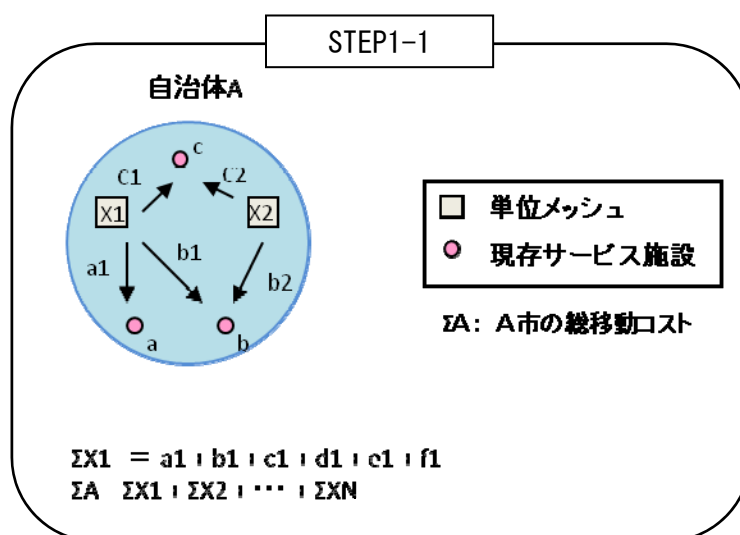 STEP1-1
自治体A
c
C1
C2
X1
X2
a1
b1
b2
a
b
単位メッシュ
現存サービス施設
ΣA: A市の総移動コスト
ΣX1 = a1+b1+c1+d1+e1+f1
ΣA ΣX1+ΣX2+…+ΣXN